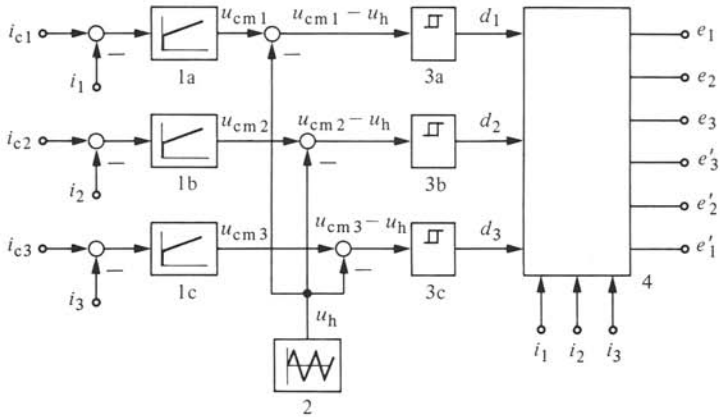 i_c1 − i_1 1a u_cm1 − u_cm1 − u_h 3a d_1 e_1
e_2
i_c2 − i_2 1b u_cm2 − u_cm2 − u_h 3b d_2 e_3
e'_3
i_c3 − i_3 1c u_cm3 − u_cm3 − u_h 3c d_3 e'_2
e'_1
4
u_h
i_1 i_2 i_3
2